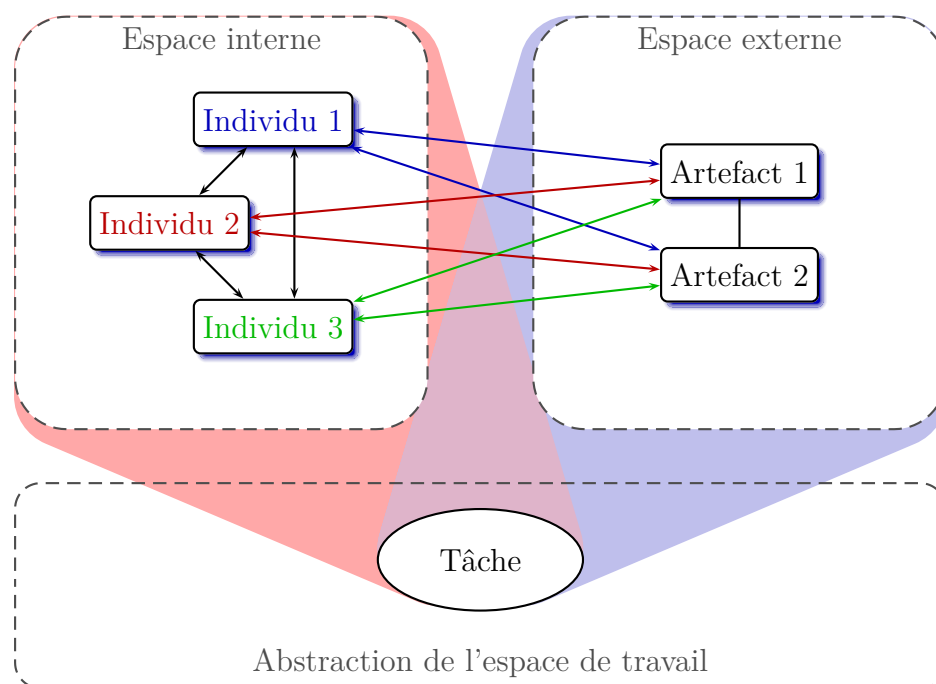 Espace interne
Espace externe
Individu 1
Artefact 1
Individu 2
Artefact 2
Individu 3
Tâche
Abstraction de l'espace de travail